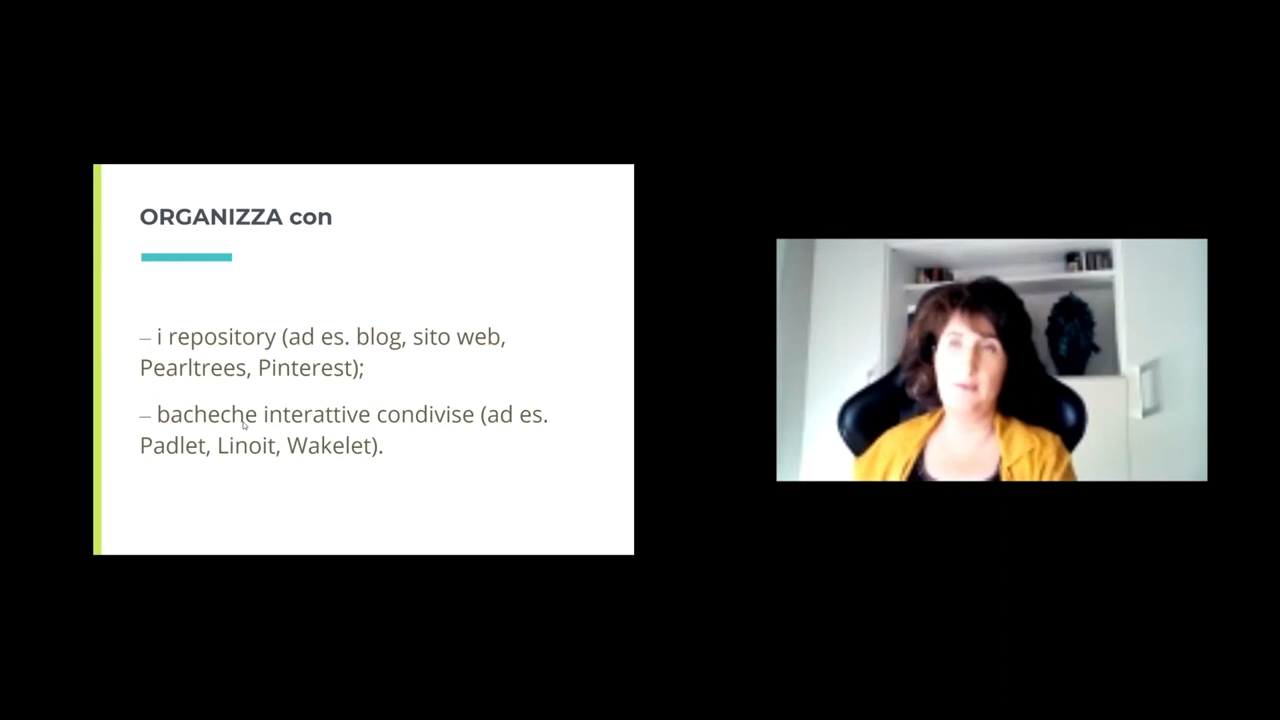 ORGANIZZA con
– i repository (ad es. blog, sito web,
Pearltrees, Pinterest);
– bacheche interattive condivise (ad es.
Padlet, Linoit, Wakelet).